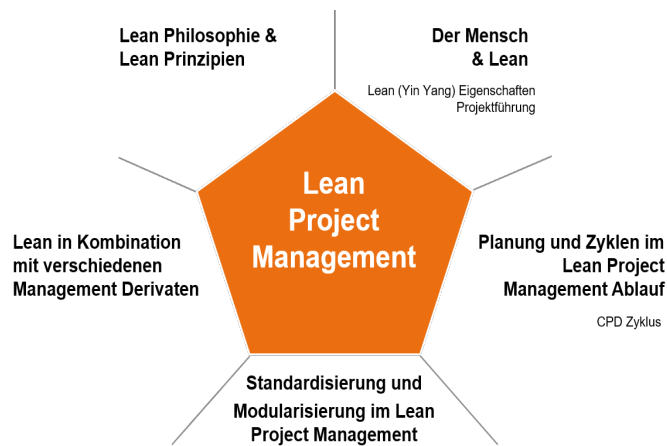 Lean Philosophie &
Lean Prinzipien
Der Mensch
& Lean
Lean (Yin Yang) Eigenschaften
Projektführung
Lean
Project
Management
Lean in Kombination
mit verschiedenen
Management Derivaten
Planung und Zyklen im
Lean Project
Management Ablauf
CPD Zyklus
Standardisierung und
Modularisierung im Lean
Project Management